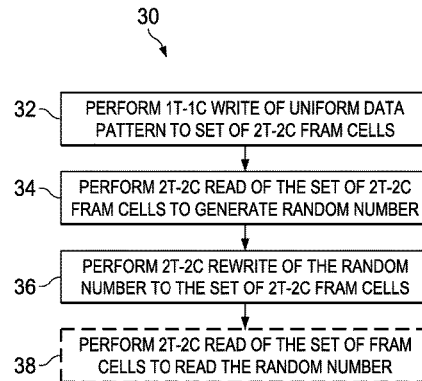 30
32
PERFORM 1T-1C WRITE OF UNIFORM DATA
PATTERN TO SET OF 2T-2C FRAM CELLS
34
PERFORM 2T-2C READ OF THE SET OF 2T-2C
FRAM CELLS TO GENERATE RANDOM NUMBER
36
PERFORM 2T-2C REWRITE OF THE RANDOM
NUMBER TO THE SET OF 2T-2C FRAM CELLS
38
PERFORM 2T-2C READ OF THE SET OF FRAM
CELLS TO READ THE RANDOM NUMBER